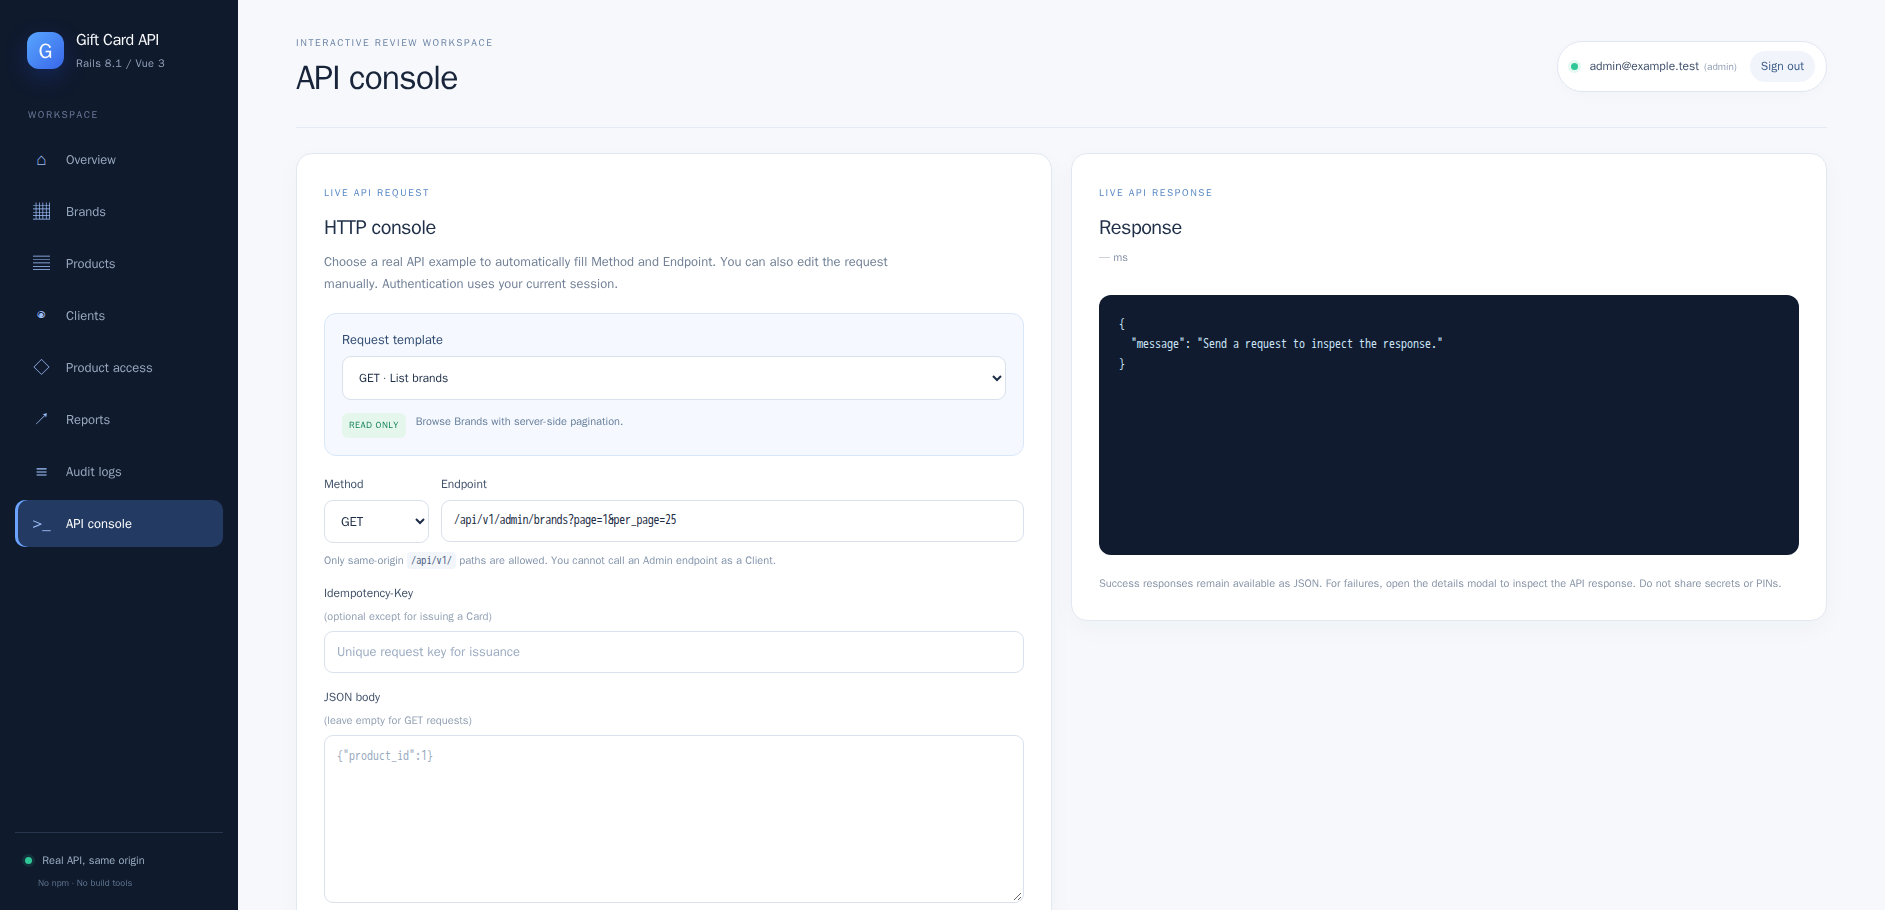 G
Gift Card API
Rails 8.1 / Vue 3
WORKSPACE
Overview
Brands
Products
Clients
Product access
Reports
Audit logs
>_ API console
Real API, same origin
No npm · No build tools
INTERACTIVE REVIEW WORKSPACE
API console
admin@example.test (admin) Sign out
LIVE API REQUEST
HTTP console
Choose a real API example to automatically fill Method and Endpoint. You can also edit the request
manually. Authentication uses your current session.
Request template
GET · List brands
READ ONLY Browse Brands with server-side pagination.
Method Endpoint
GET /api/v1/admin/brands?page=1&per_page=25
Only same-origin /api/v1/ paths are allowed. You cannot call an Admin endpoint as a Client.
Idempotency-Key
(optional except for issuing a Card)
Unique request key for issuance
JSON body
(leave empty for GET requests)
{"product_id":1}
LIVE API RESPONSE
Response
— ms
{
"message": "Send a request to inspect the response."
}
Success responses remain available as JSON. For failures, open the details modal to inspect the API response. Do not share secrets or PINs.